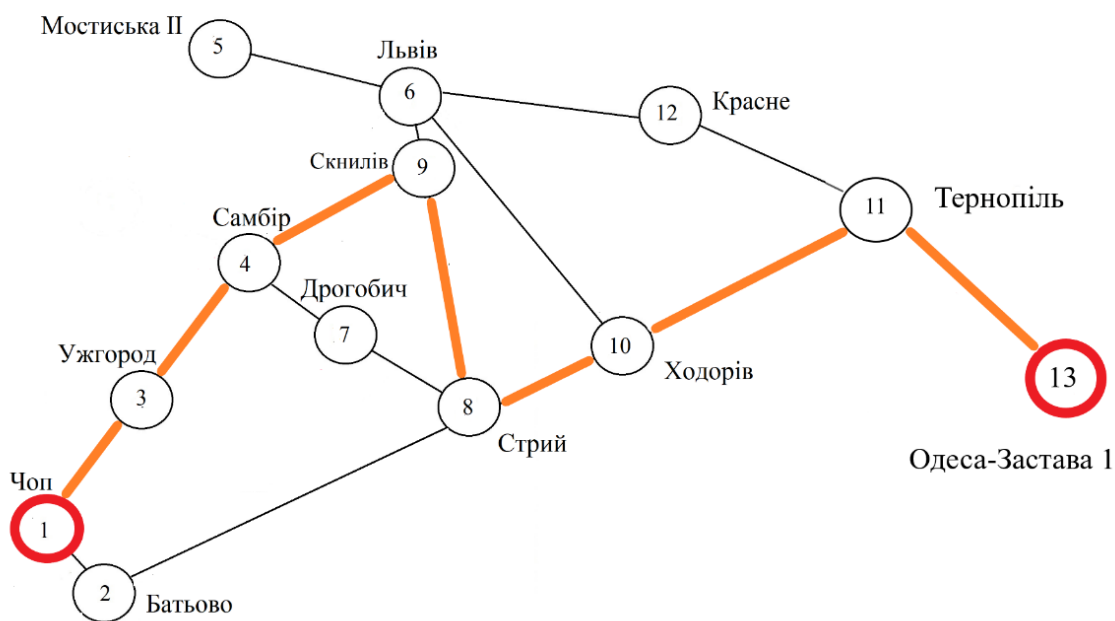 Мостиська II
5
Львів
6
12
Красне
Скнилів
9
11
Тернопіль
Самбір
4
Дрогобич
7
10
Ходорів
Ужгород
3
13
8
Стрий
Одеса-Застава 1
Чоп
1
2
Батьово